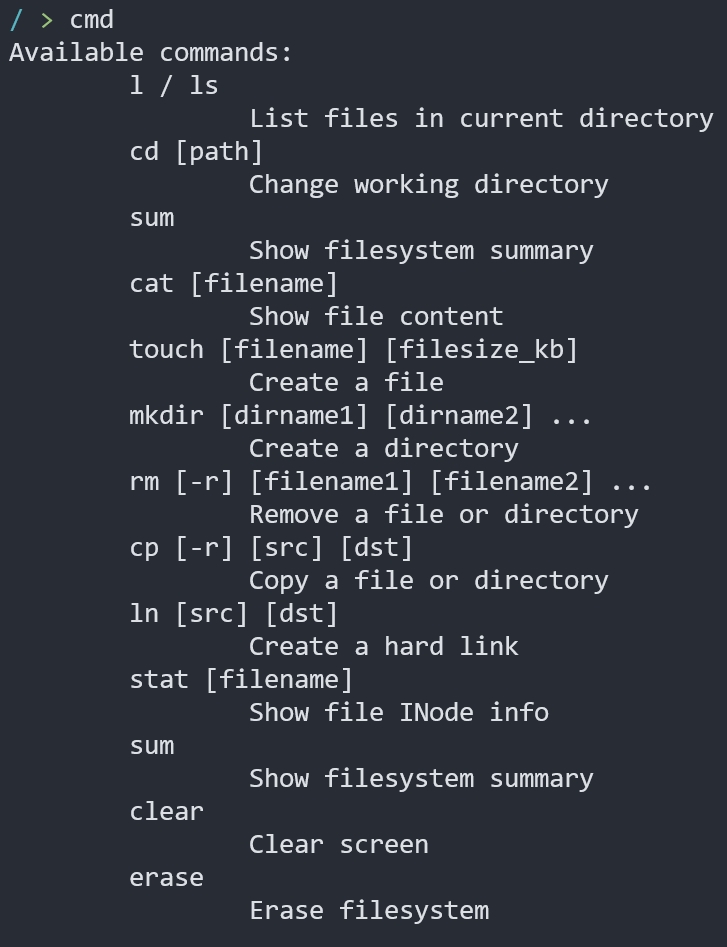 / > cmd
Available commands:
l / ls
List files in current directory
cd [path]
Change working directory
sum
Show filesystem summary
cat [filename]
Show file content
touch [filename] [filesize_kb]
Create a file
mkdir [dirname1] [dirname2] ...
Create a directory
rm [-r] [filename1] [filename2] ...
Remove a file or directory
cp [-r] [src] [dst]
Copy a file or directory
ln [src] [dst]
Create a hard link
stat [filename]
Show file INode info
sum
Show filesystem summary
clear
Clear screen
erase
Erase filesystem